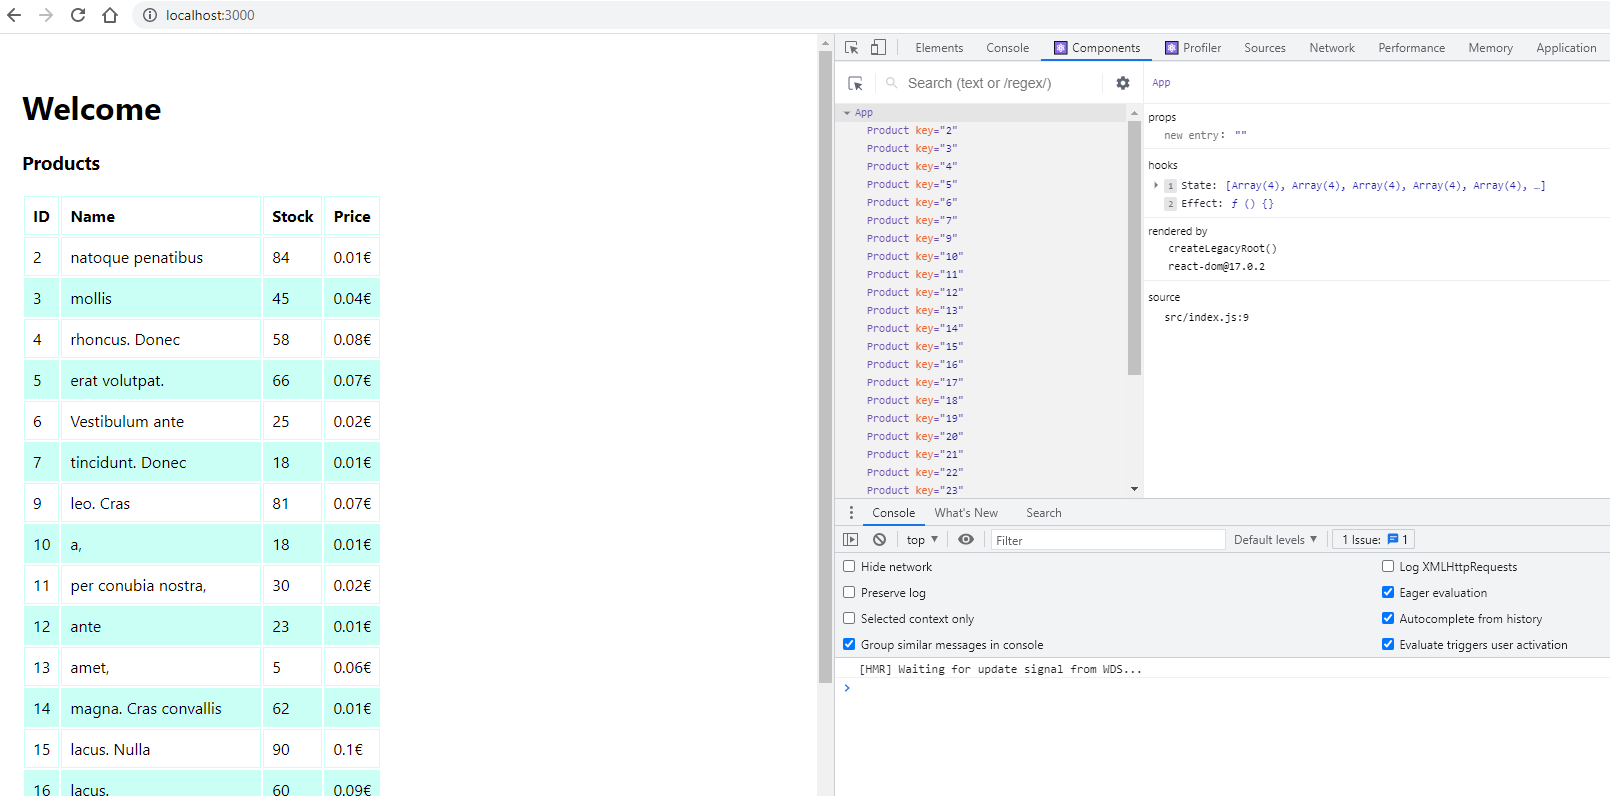 localhost:3000
Welcome
Products
ID Name Stock Price
2 natoque penatibus 84 0.01€
3 mollis 45 0.04€
4 rhoncus. Donec 58 0.08€
5 erat volutpat. 66 0.07€
6 Vestibulum ante 25 0.02€
7 tincidunt. Donec 18 0.01€
9 leo. Cras 81 0.07€
10 a, 18 0.01€
11 per conubia nostra, 30 0.02€
12 ante 23 0.01€
13 amet, 5 0.06€
14 magna. Cras convallis 62 0.01€
15 lacus. Nulla 90 0.1€
16 lacus. 60 0.09€
Elements Console Components Profiler Sources Network Performance Memory Application
Search (text or /regex/)
App
Product key="2"
Product key="3"
Product key="4"
Product key="5"
Product key="6"
Product key="7"
Product key="9"
Product key="10"
Product key="11"
Product key="12"
Product key="13"
Product key="14"
Product key="15"
Product key="16"
Product key="17"
Product key="18"
Product key="19"
Product key="20"
Product key="21"
Product key="22"
Product key="23"
App
props
new entry: ""
hooks
1 State: [Array(4), Array(4), Array(4), Array(4), Array(4), …]
2 Effect: ƒ () {}
rendered by
createLegacyRoot()
react-dom@17.0.2
source
src/index.js:9
Console What's New Search
top ▼ Filter Default levels ▼ 1 Issue: 1
Hide network
Preserve log
Selected context only
Group similar messages in console
Log XMLHttpRequests
Eager evaluation
Autocomplete from history
Evaluate triggers user activation
[HMR] Waiting for update signal from WDS...